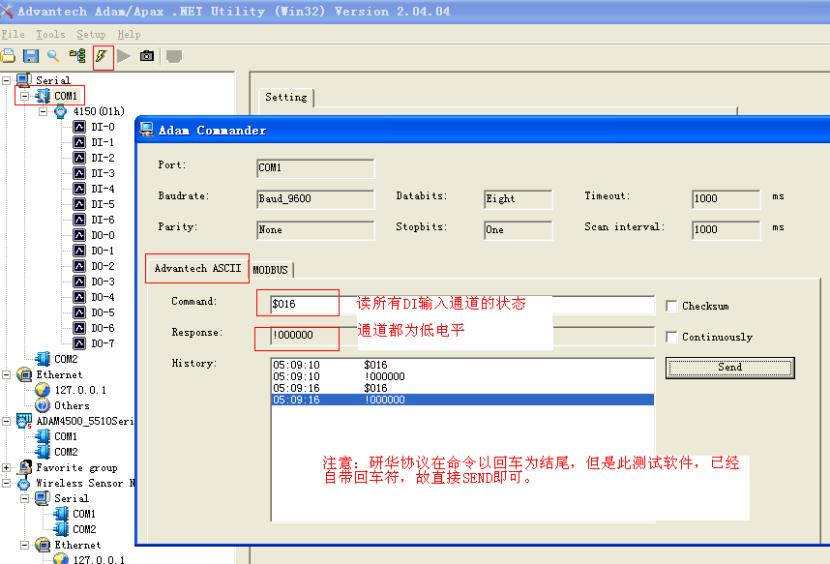 Advantech Adam/Apax .NET Utility (Win32) Version 2.04.04
File Tools Setup Help
Serial
COM1
4150(01h)
DI-0
DI-1
DI-2
DI-3
DI-4
DI-5
DI-6
DO-0
DO-1
DO-2
DO-3
DO-4
DO-5
DO-6
DO-7
COM2
Ethernet
127.0.0.1
Others
ADAM4500_5510Seri
COM1
COM2
Favorite group
Wireless Sensor N
Serial
COM1
COM2
Ethernet
127.0.0.1
Setting
Adam Commander
Port: COM1
Baudrate: Baud_9600 Databits: Eight Timeout: 1000 ms
Parity: None Stopbits: One Scan interval: 1000 ms
Advantech ASCII MODBUS
Command: $016 读所有DI输入通道的状态 Checksum
Response: !000000 通道都为低电平 Continuously
History: Send
05:09:10 $016
05:09:10 !000000
05:09:16 $016
05:09:16 !000000
注意：研华协议在命令以回车为结尾，但是此测试软件，已经
自带回车符，故直接SEND即可。